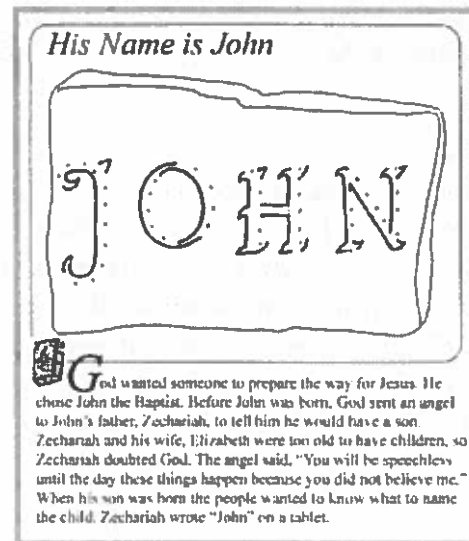 His Name is John
JOHN
God wanted someone to prepare the way for Jesus. He
chose John the Baptist. Before John was born, God sent an angel
to John's father, Zechariah, to tell him he would have a son.
Zechariah and his wife, Elizabeth were too old to have children, so
Zechariah doubted God. The angel said, "You will be speechless
until the day these things happen because you did not believe me."
When his son was born the people wanted to know what to name
the child. Zechariah wrote "John" on a tablet.